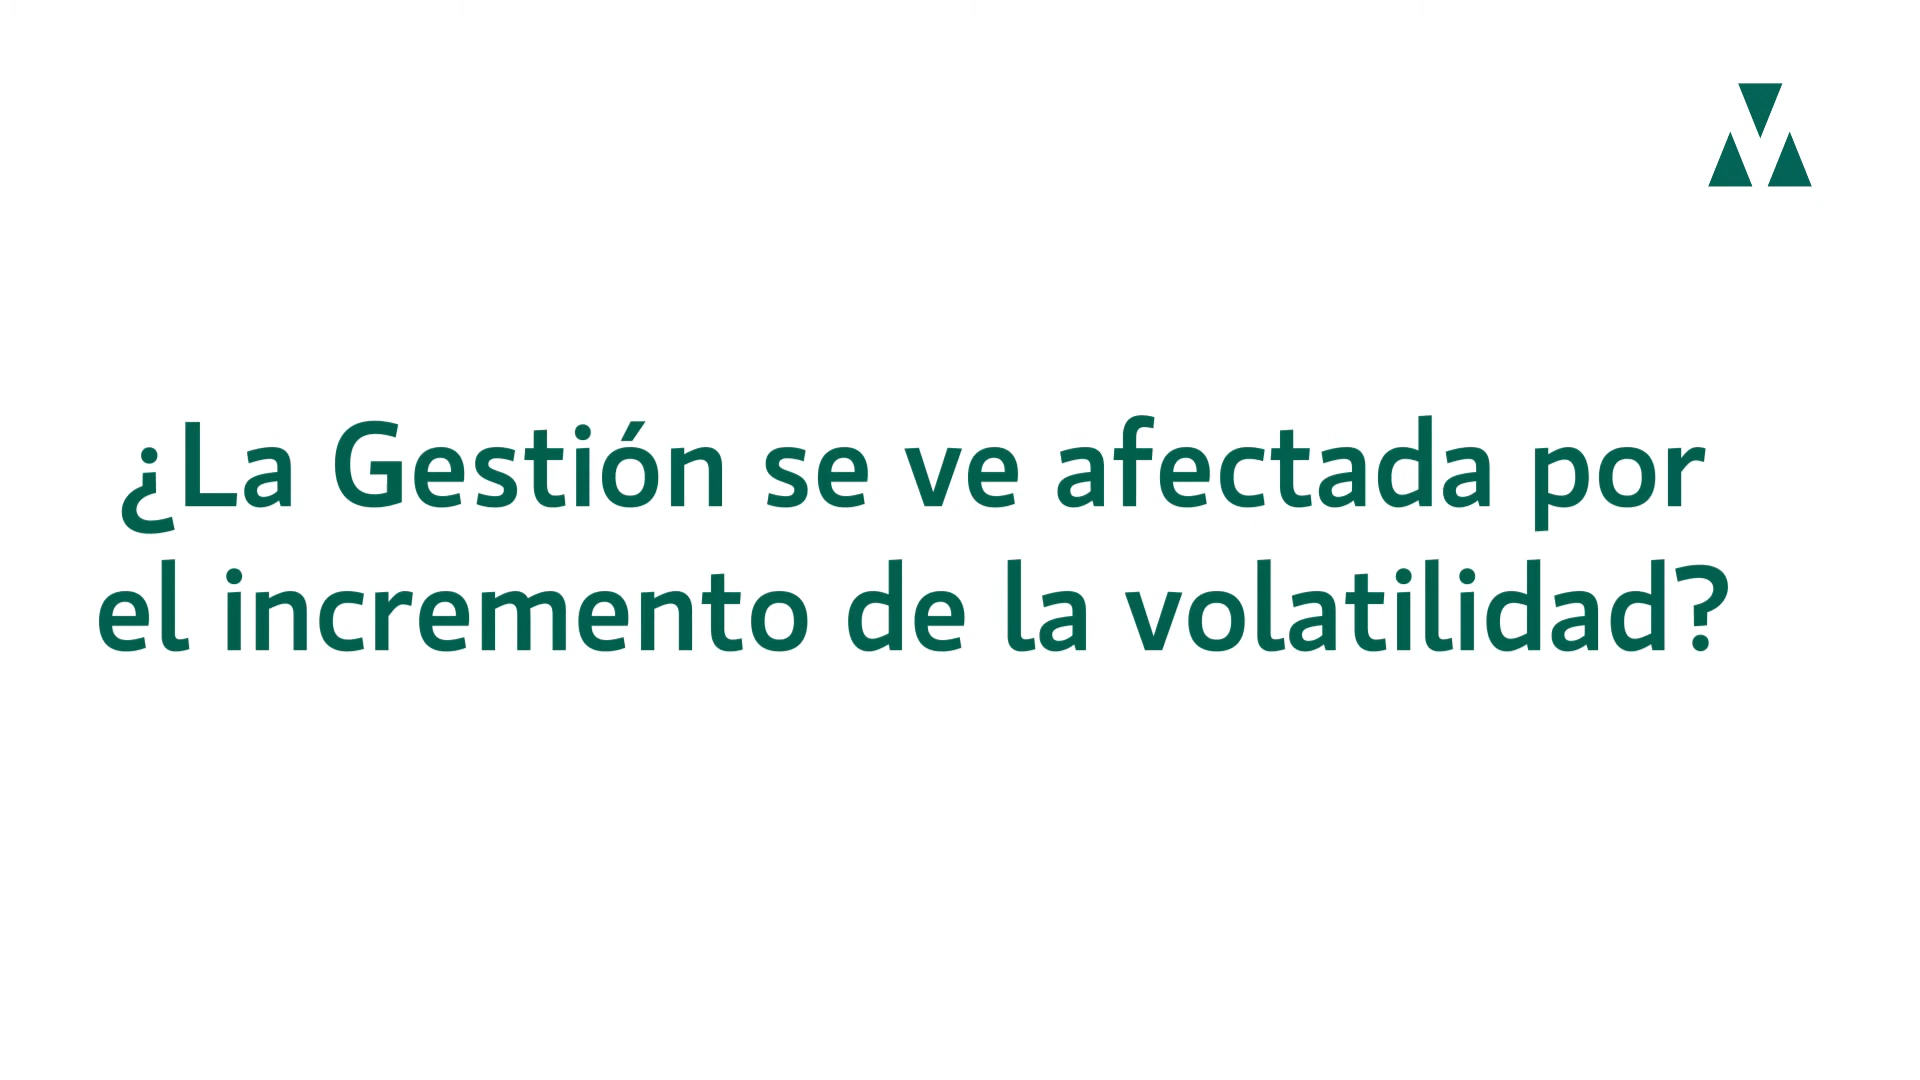 ¿La Gestión se ve afectada por
el incremento de la volatilidad?